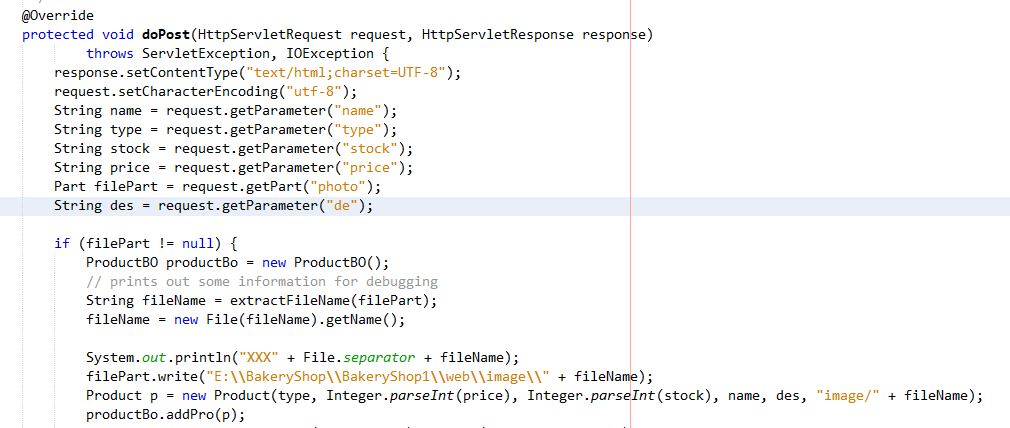 @Override
protected void doPost(HttpServletRequest request, HttpServletResponse response)
throws ServletException, IOException {
response.setContentType("text/html;charset=UTF-8");
request.setCharacterEncoding("utf-8");
String name = request.getParameter("name");
String type = request.getParameter("type");
String stock = request.getParameter("stock");
String price = request.getParameter("price");
Part filePart = request.getPart("photo");
String des = request.getParameter("de");
if (filePart != null) {
ProductBO productBo = new ProductBO();
// prints out some information for debugging
String fileName = extractFileName(filePart);
fileName = new File(fileName).getName();
System.out.println("XXX" + File.separator + fileName);
filePart.write("E:\\BakeryShop\\BakeryShop1\\web\\image\\" + fileName);
Product p = new Product(type, Integer.parseInt(price), Integer.parseInt(stock), name, des, "image/" + fileName);
productBo.addPro(p);